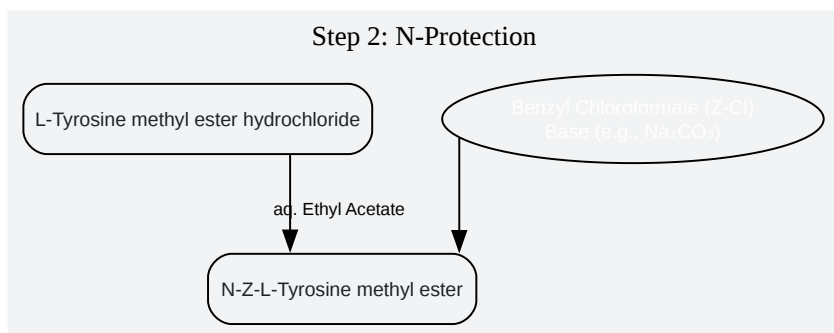 Step 2: N-Protection
L-Tyrosine methyl ester hydrochloride
Benzyl Chloroformate (Z-Cl)
Base (e.g., Na₂CO₃)
aq. Ethyl Acetate
N-Z-L-Tyrosine methyl ester